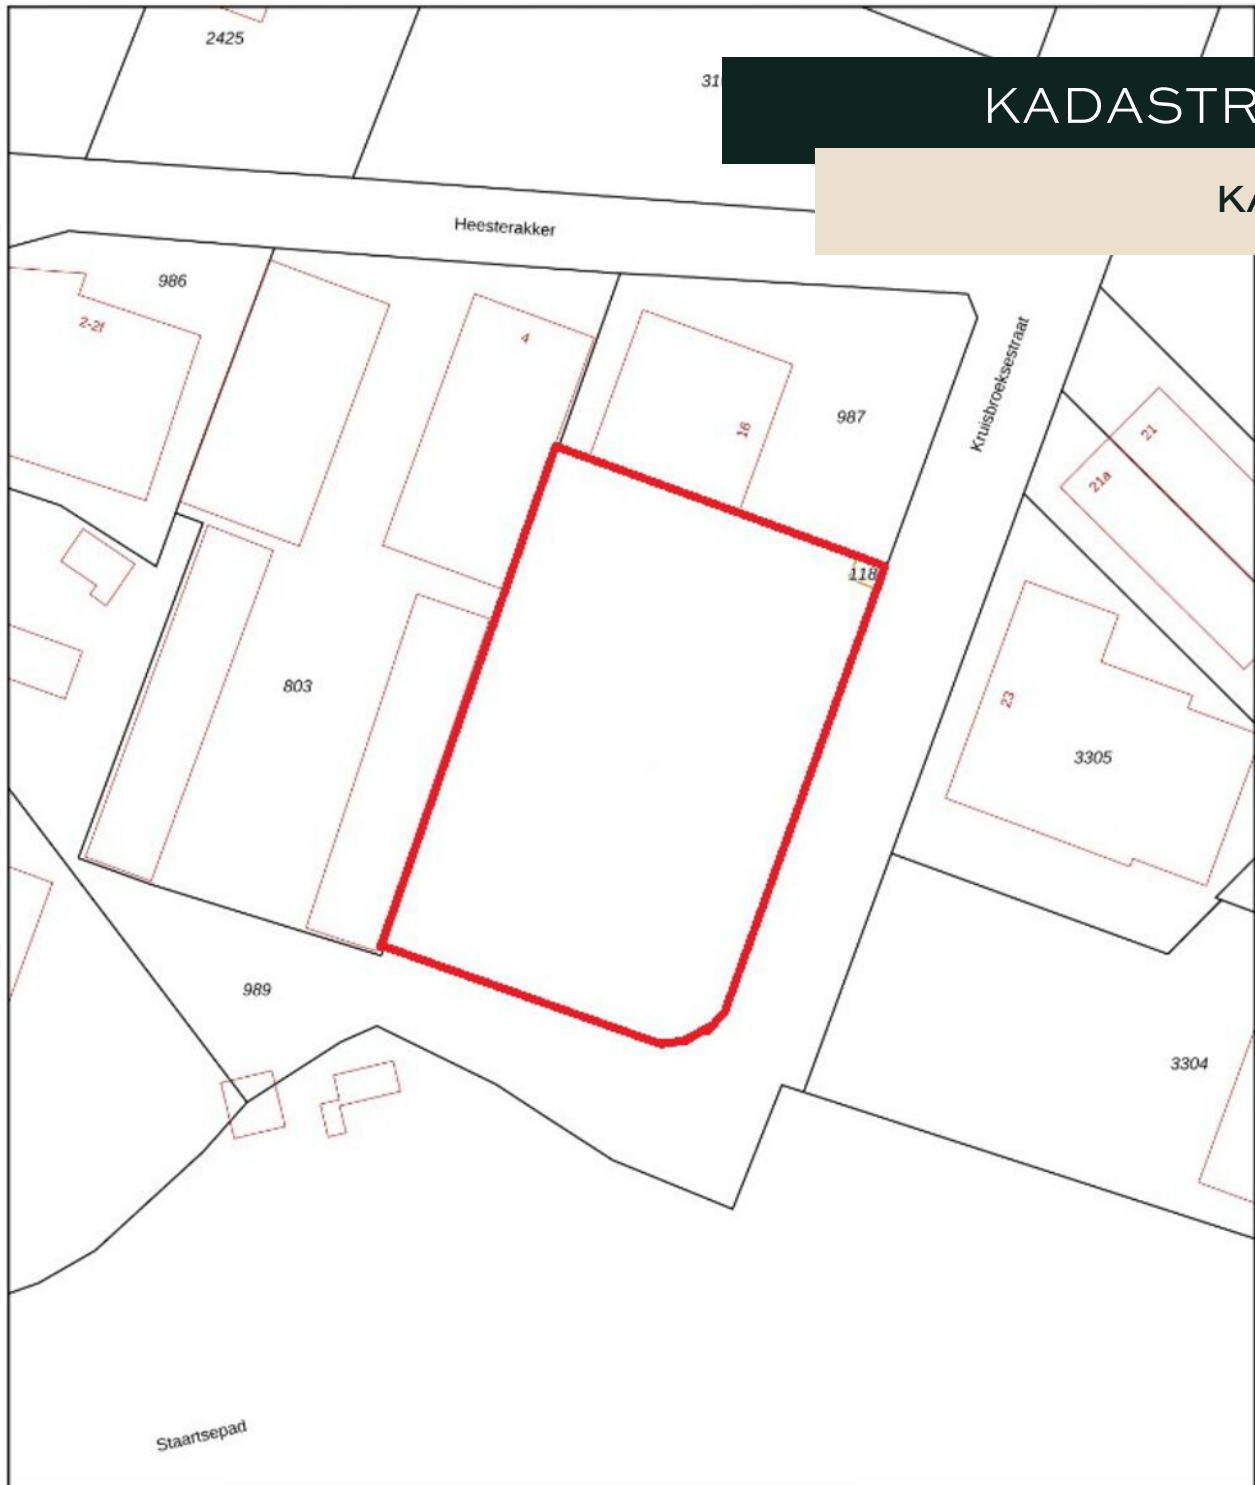 2425
KADASTR
KA
Heesterakker
986
2-2f
4
16
987
Kruisbroeksestraat
21
21a
118
23
803
3305
989
3304
Staartsepad